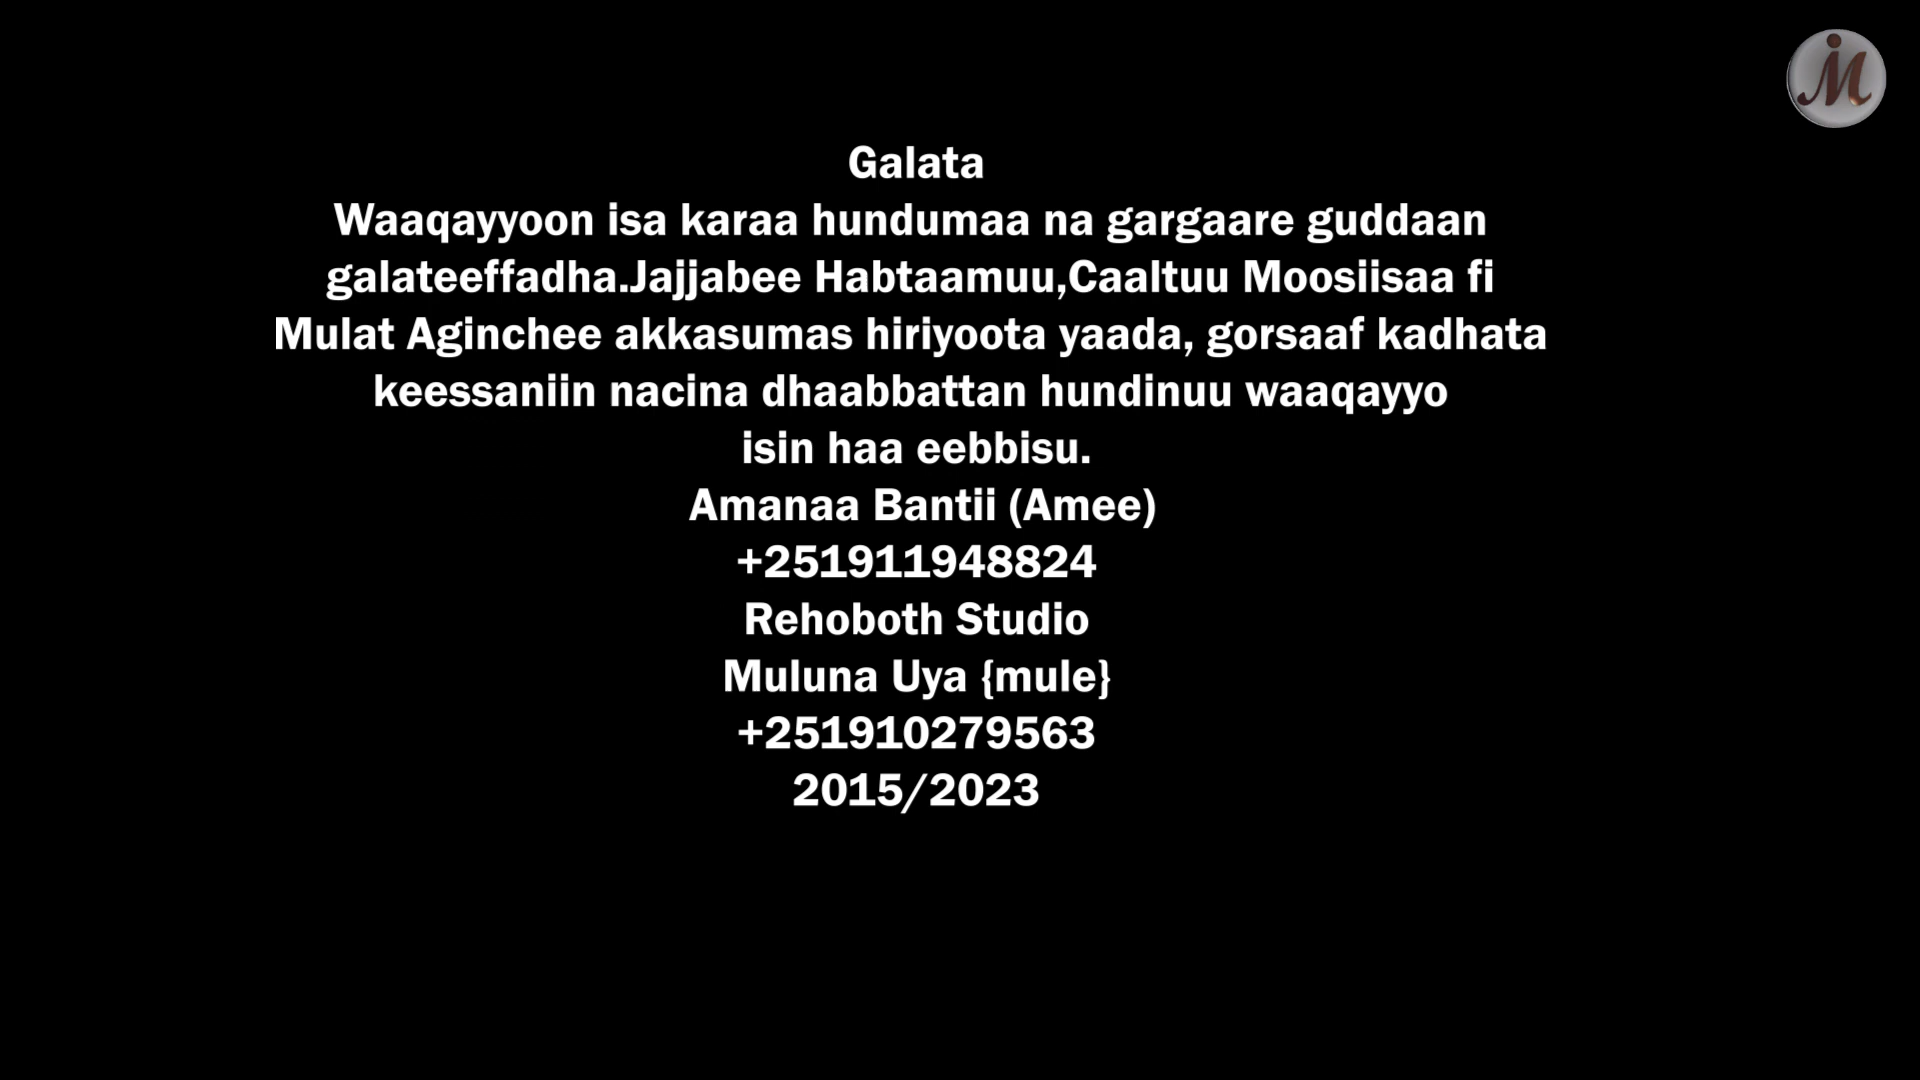 Galata
Waaqayyoon isa karaa hundumaa na gargaare guddaan
galateeffadha.Jajjabee Habtaamuu,Caaltuu Moosiisaa fi
Mulat Aginchee akkasumas hiriyoota yaada, gorsaaf kadhata
keessaniin nacina dhaabbattan hundinuu waaqayyo
isin haa eebbisu.
Amanaa Bantii (Amee)
+251911948824
Rehoboth Studio
Muluna Uya {mule}
+251910279563
2015/2023